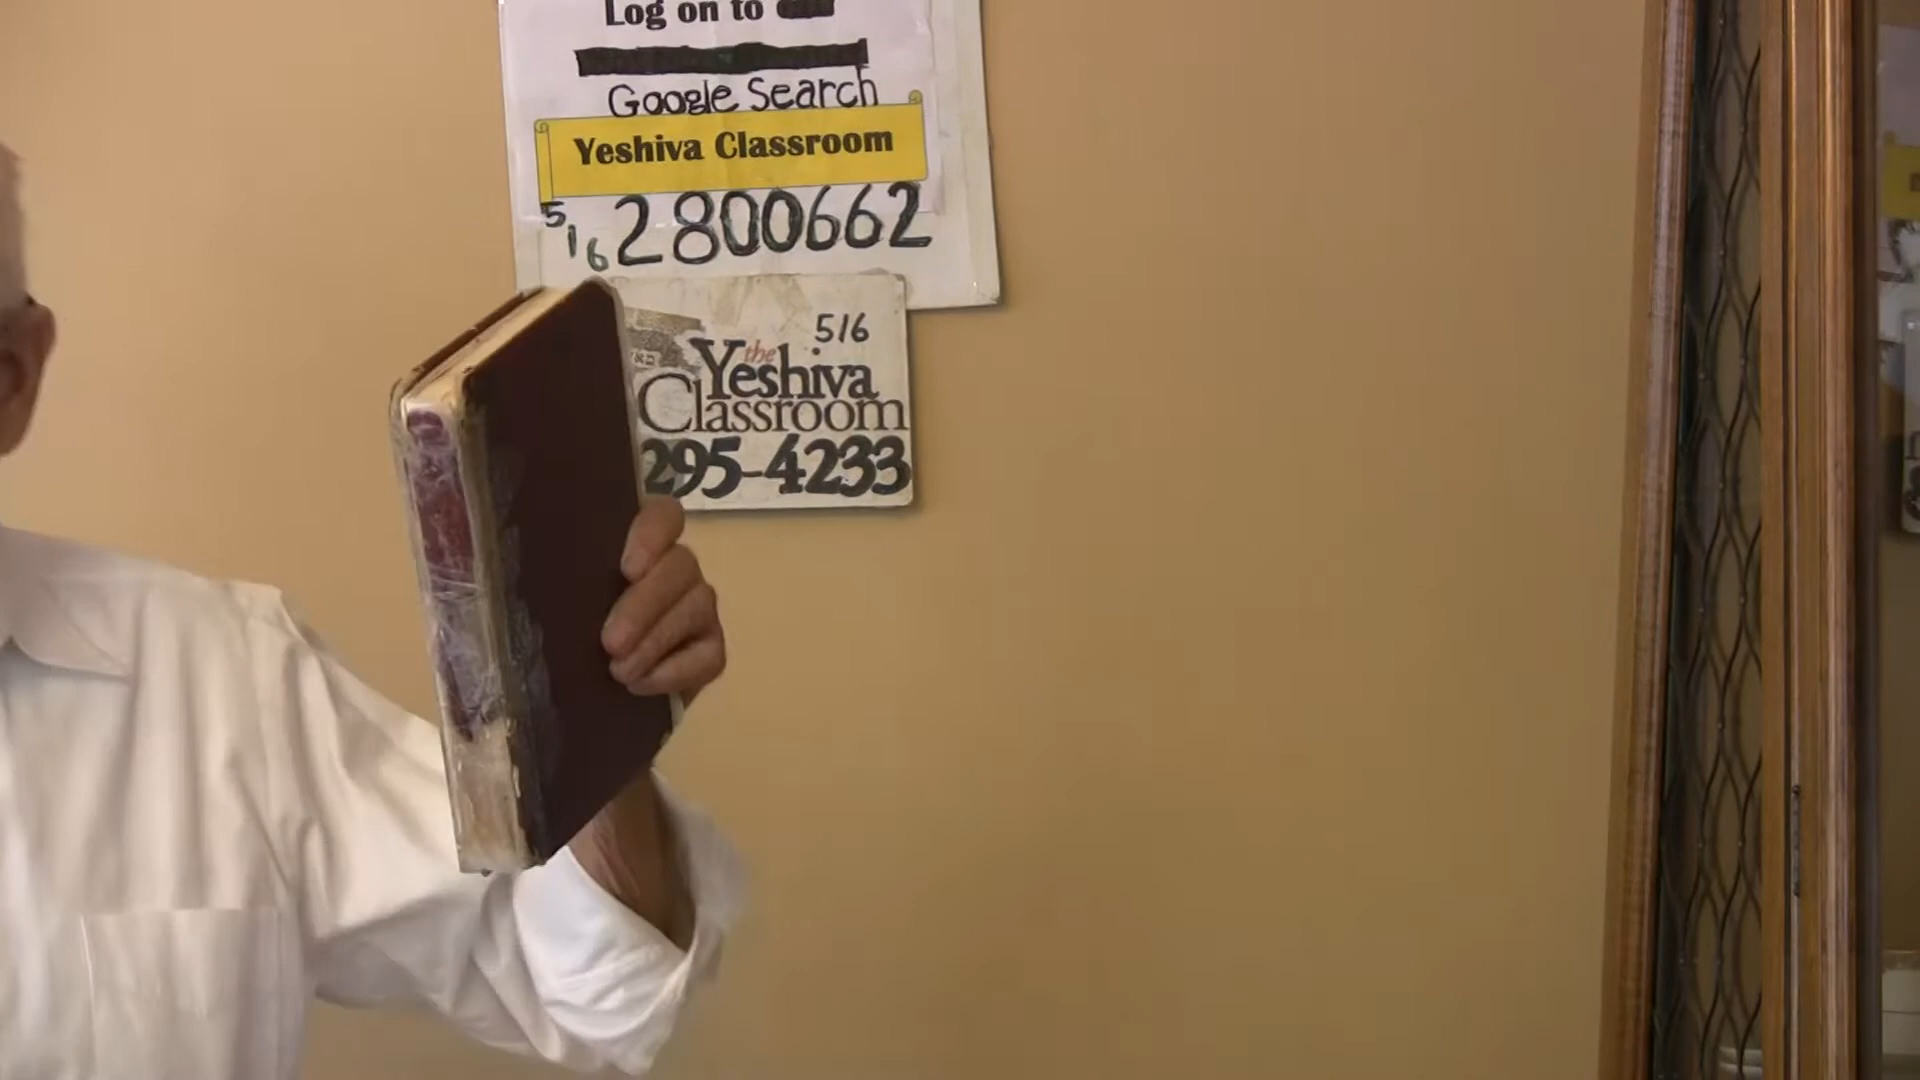 Log on to
Google Search
Yeshiva Classroom
516 2800662
516
the
Yeshiva
Classroom
295-4233